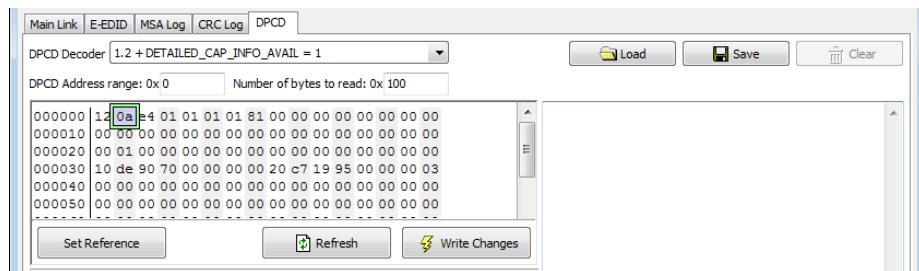 Main Link E-EDID MSA Log CRC Log DPCD
DPCD Decoder 1.2 + DETAILED_CAP_INFO_AVAIL = 1 Load Save Clear
DPCD Address range: 0x 0 Number of bytes to read: 0x 100
000000 12 0a e4 01 01 01 01 81 00 00 00 00 00 00 00 00
000010 00 00 00 00 00 00 00 00 00 00 00 00 00 00 00 00
000020 00 01 00 00 00 00 00 00 00 00 00 00 00 00 00 00
000030 10 de 90 70 00 00 00 00 20 c7 19 95 00 00 00 03
000040 00 00 00 00 00 00 00 00 00 00 00 00 00 00 00 00
000050 00 00 00 00 00 00 00 00 00 00 00 00 00 00 00 00
Set Reference Refresh Write Changes